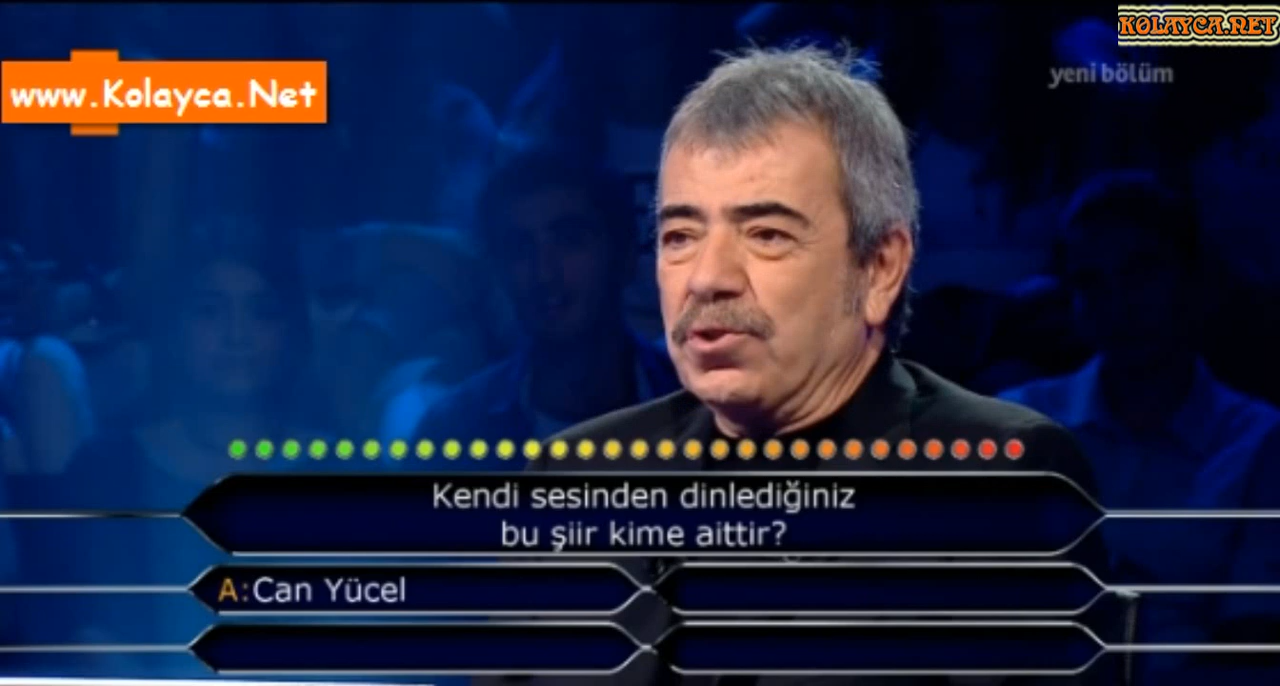 KOLAYCA.NET
yeni bölüm
www.Kolayca.Net
Kendi sesinden dinlediğiniz
bu şiir kime aittir?
A:Can Yücel